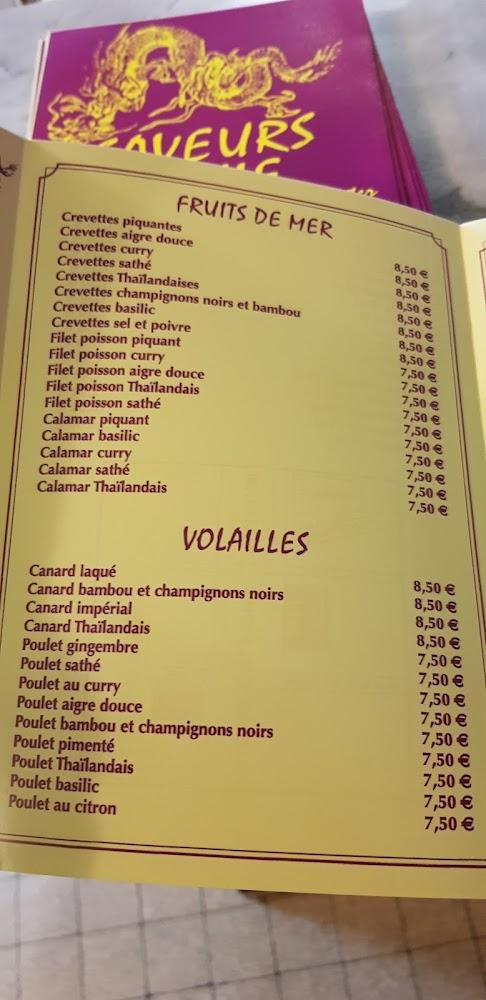 SAVEURS
FRUITS DE MER
Crevettes piquantes 8,50 €
Crevettes aigre douce 8,50 €
Crevettes curry 8,50 €
Crevettes sathé 8,50 €
Crevettes Thaïlandaises 8,50 €
Crevettes champignons noirs et bambou 8,50 €
Crevettes basilic 8,50 €
Crevettes sel et poivre 8,50 €
Filet poisson piquant 7,50 €
Filet poisson curry 7,50 €
Filet poisson aigre douce 7,50 €
Filet poisson Thaïlandais 7,50 €
Filet poisson sathé 7,50 €
Calamar piquant 7,50 €
Calamar basilic 7,50 €
Calamar curry 7,50 €
Calamar sathé 7,50 €
Calamar Thaïlandais 7,50 €
VOLAILLES
Canard laqué 8,50 €
Canard bambou et champignons noirs 8,50 €
Canard impérial 8,50 €
Canard Thaïlandais 8,50 €
Poulet gingembre 7,50 €
Poulet sathé 7,50 €
Poulet au curry 7,50 €
Poulet aigre douce 7,50 €
Poulet bambou et champignons noirs 7,50 €
Poulet pimenté 7,50 €
Poulet Thaïlandais 7,50 €
Poulet basilic 7,50 €
Poulet au citron 7,50 €